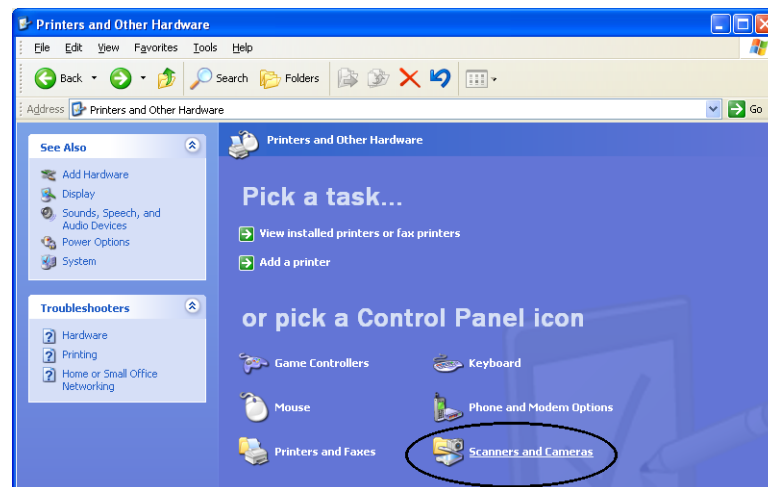 Printers and Other Hardware
File Edit View Favorites Tools Help
Back Search Folders
Address Printers and Other Hardware Go
See Also
Add Hardware
Display
Sounds, Speech, and
Audio Devices
Power Options
System
Troubleshooters
Hardware
Printing
Home or Small Office
Networking
Printers and Other Hardware
Pick a task...
View installed printers or fax printers
Add a printer
or pick a Control Panel icon
Game Controllers Keyboard
Mouse Phone and Modem Options
Printers and Faxes Scanners and Cameras